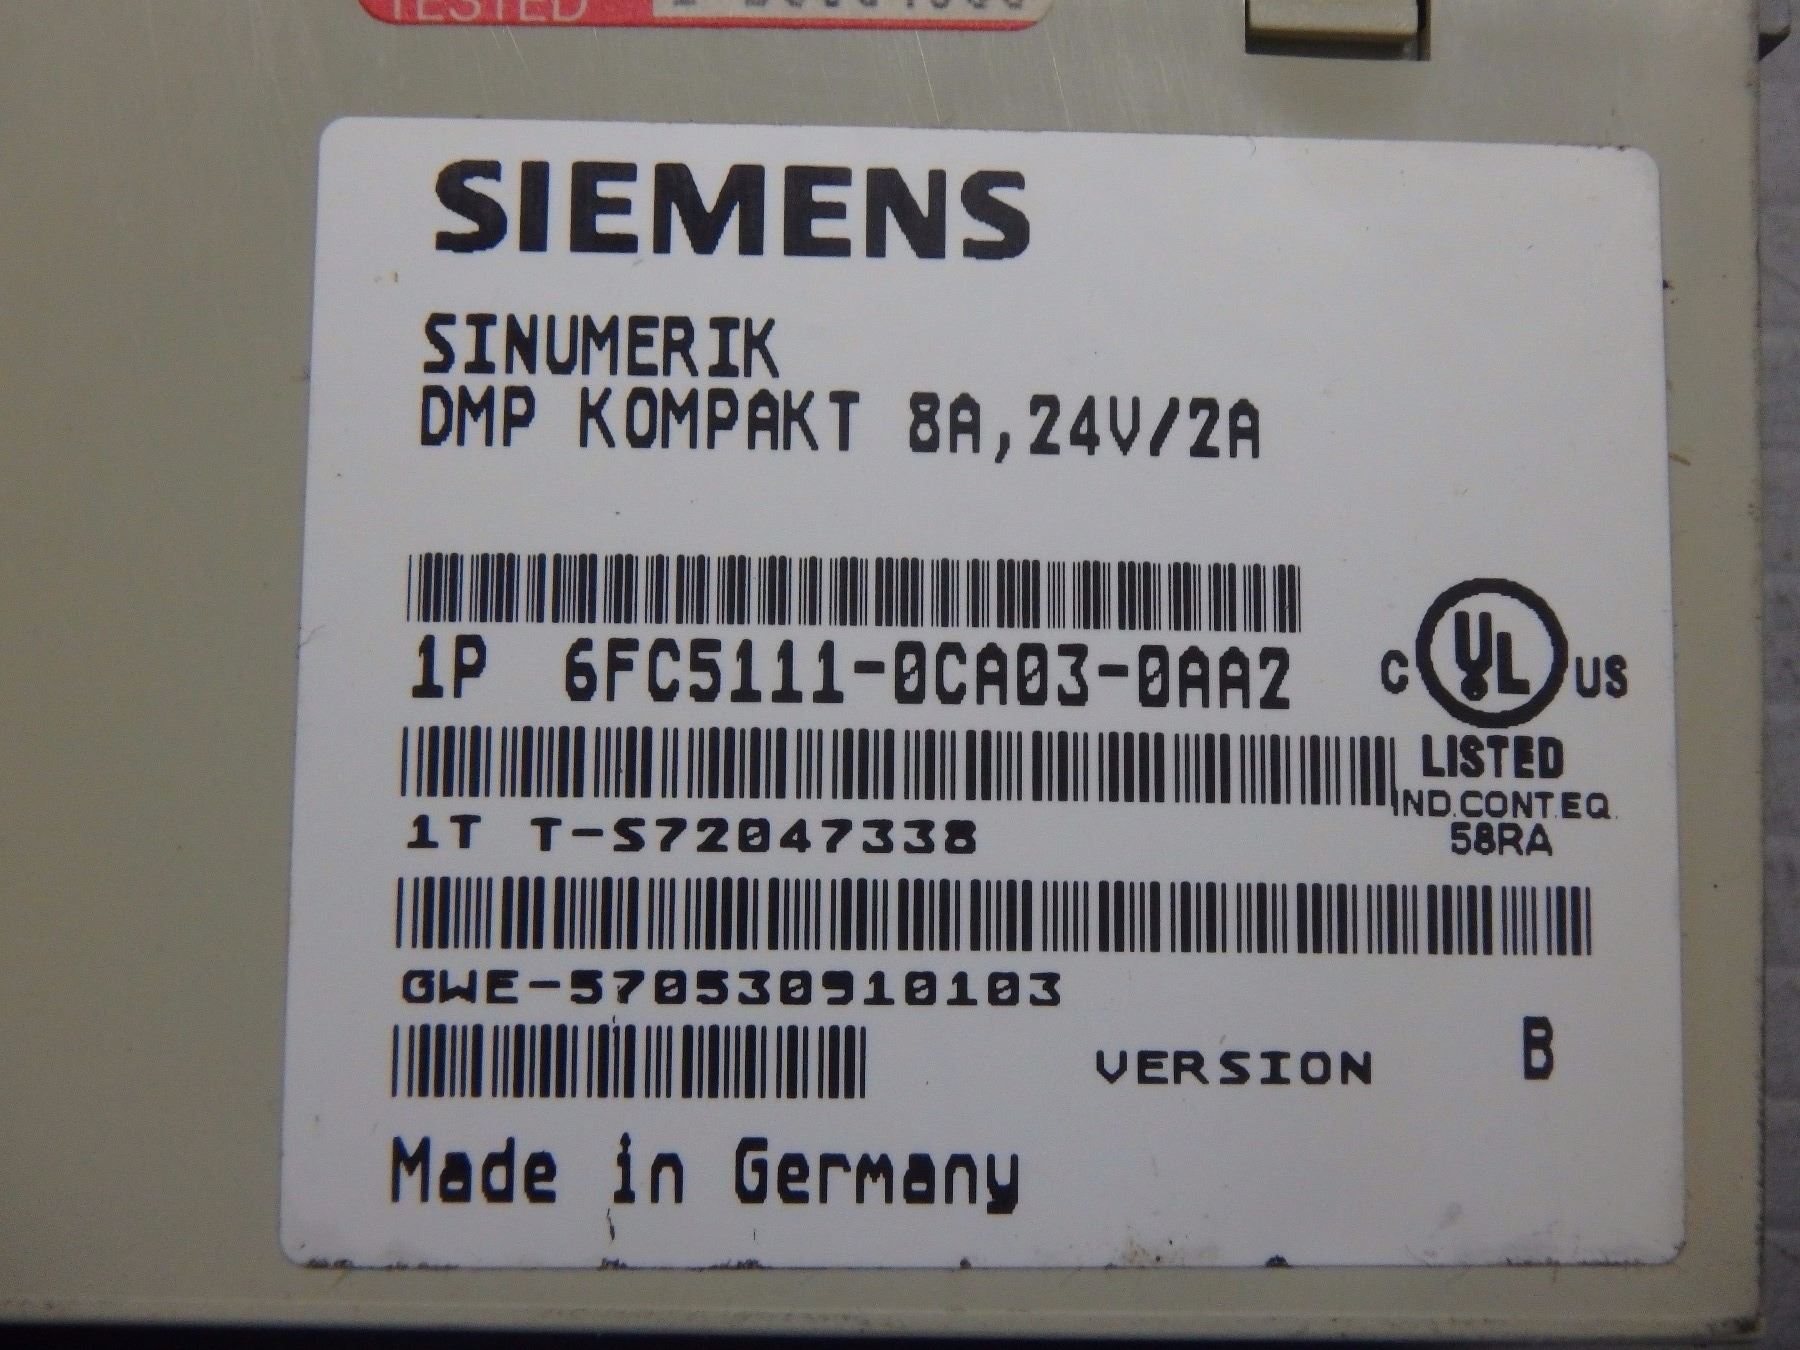 TESTED
SIEMENS
SINUMERIK
DMP KOMPAKT 8A,24V/2A
1P 6FC5111-0CA03-0AA2
C UL US
LISTED
IND.CONT.EQ.
58RA
1T T-S72047338
GWE-570530910103
VERSION B
Made in Germany